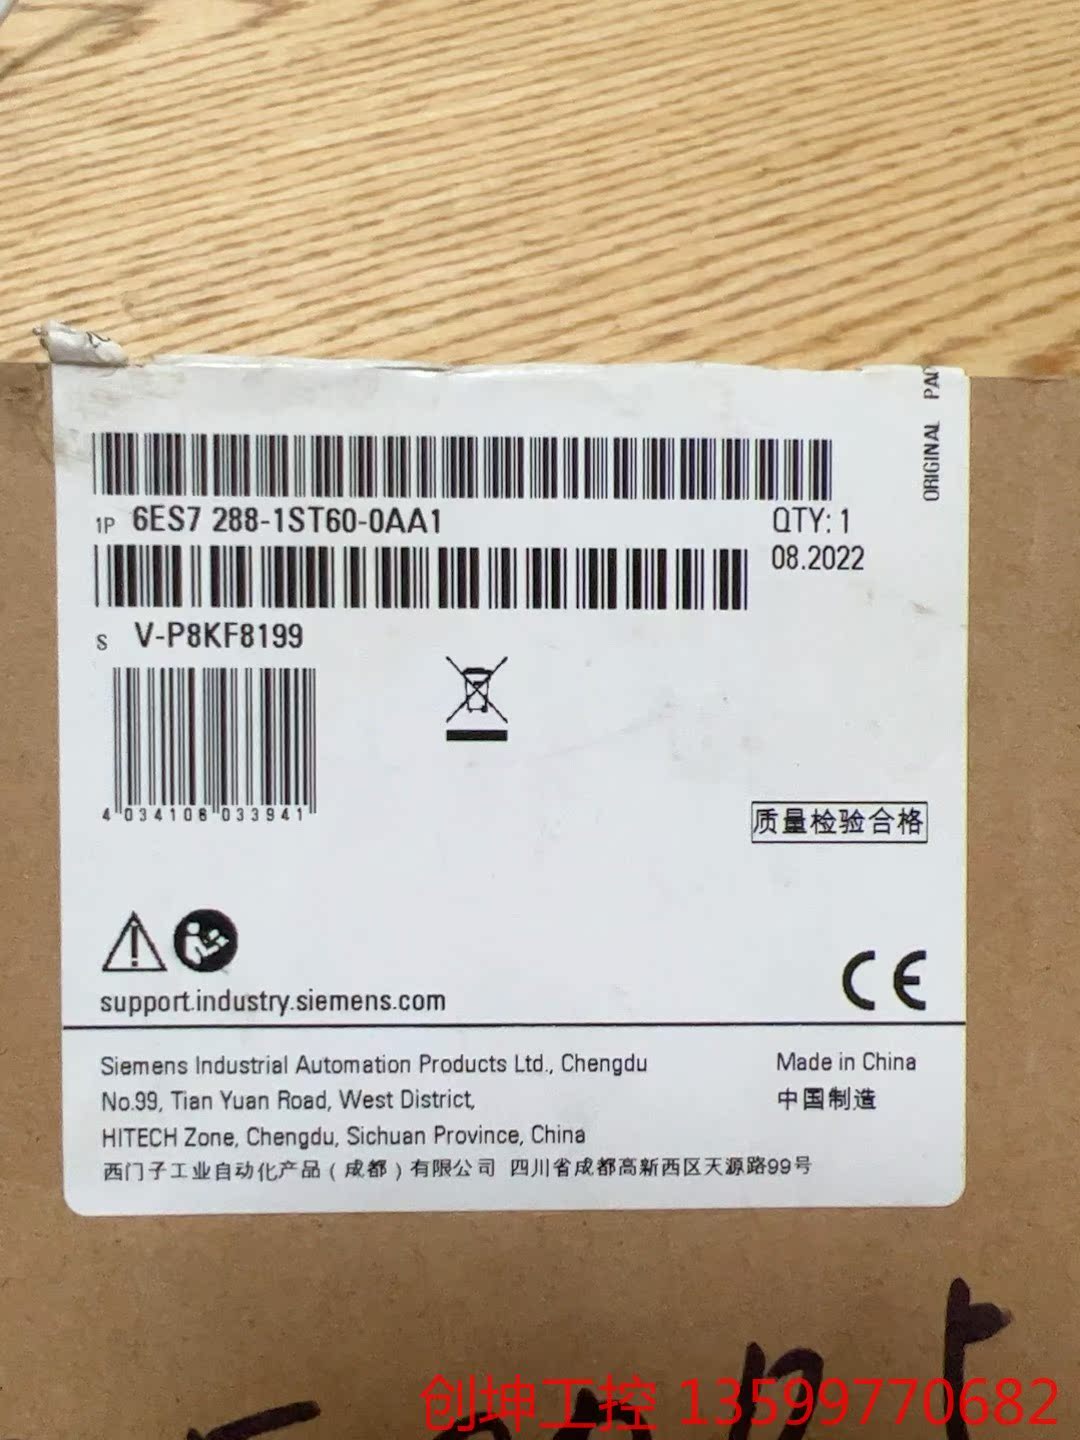 ORIGINAL
1P 6ES7 288-1ST60-0AA1
QTY: 1
08.2022
S V-P8KF8199
4 034106 033941
质量检验合格
CE
support.industry.siemens.com
Siemens Industrial Automation Products Ltd., Chengdu
No.99, Tian Yuan Road, West District,
HITECH Zone, Chengdu, Sichuan Province, China
西门子工业自动化产品（成都）有限公司 四川省成都高新西区天源路99号
Made in China
中国制造
创坤工控 13599770682